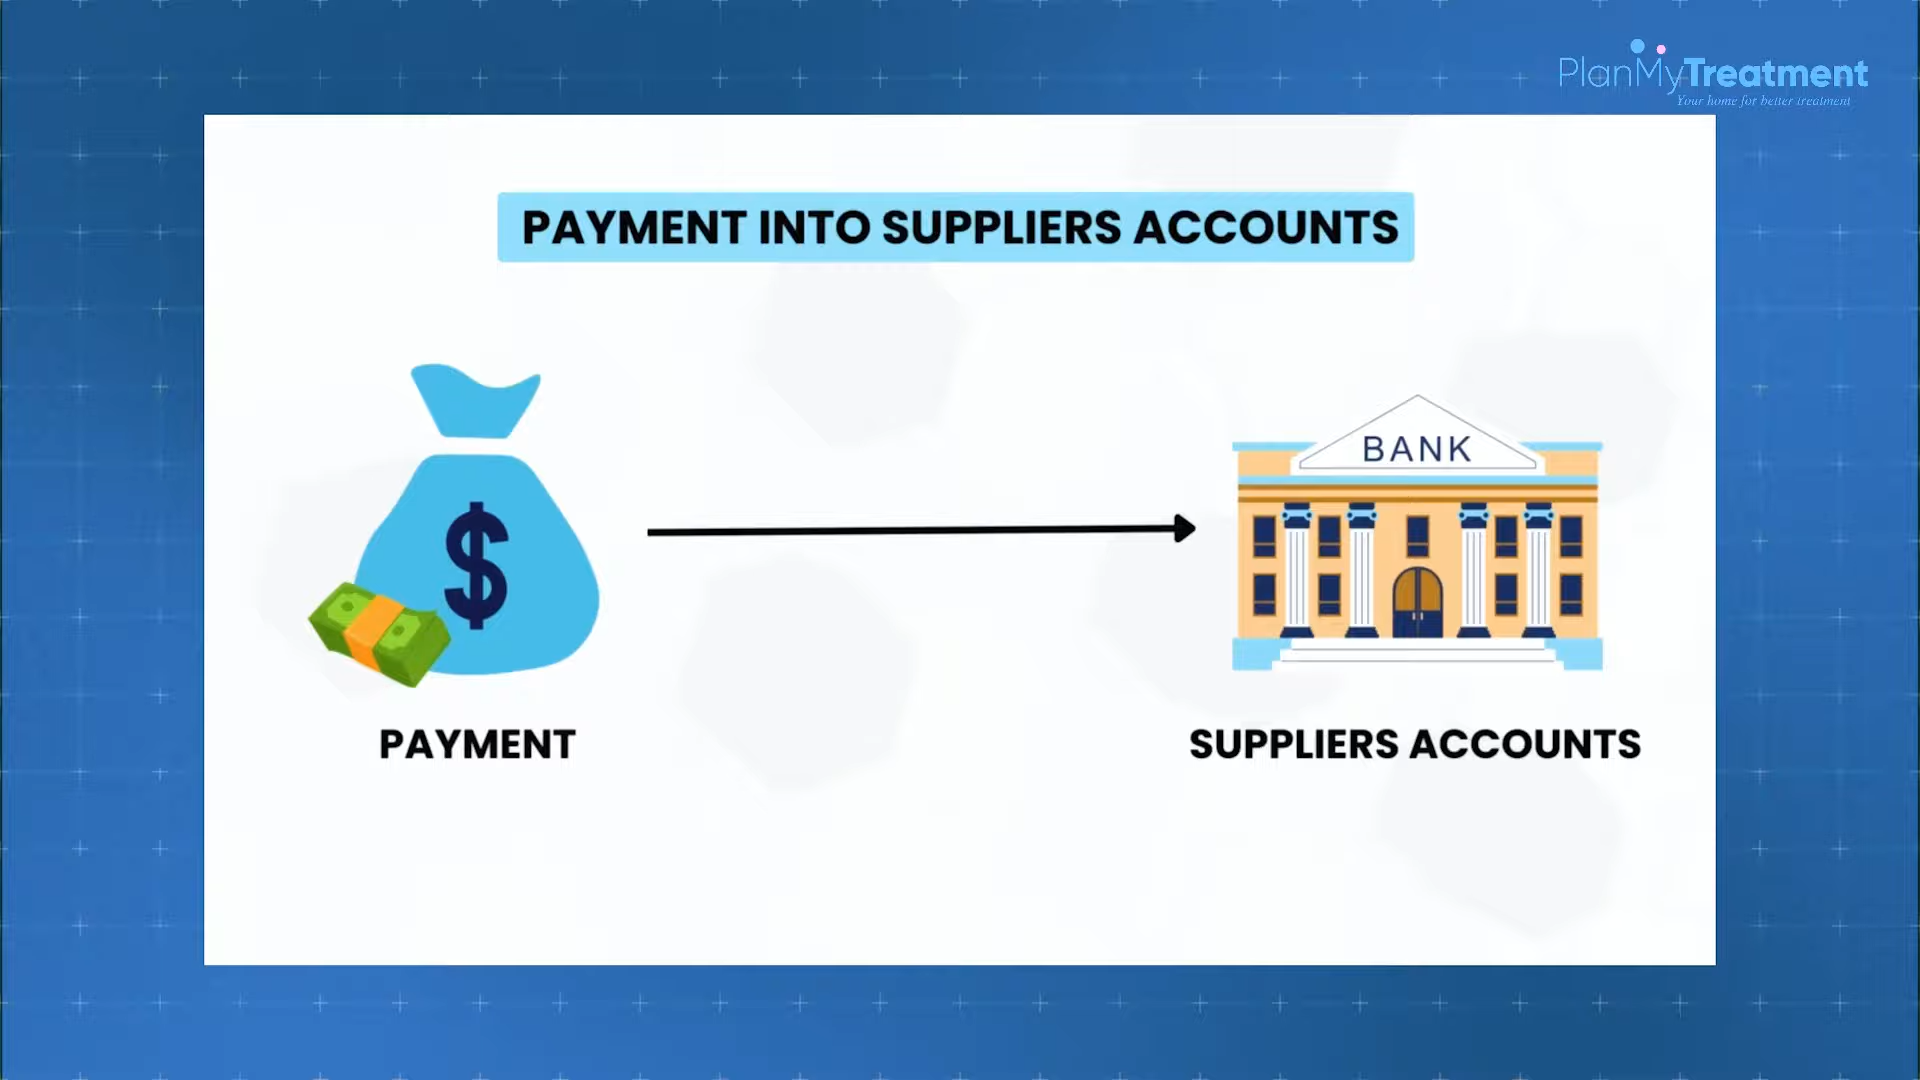 PlanMyTreatment
Your home for better treatment
PAYMENT INTO SUPPLIERS ACCOUNTS
$
BANK
PAYMENT
SUPPLIERS ACCOUNTS